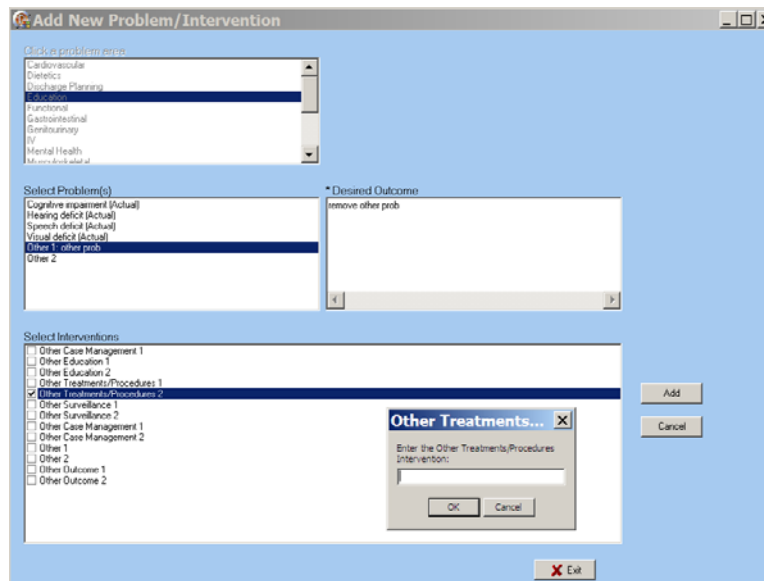 Add New Problem/Intervention
Click a problem area:
Cardiovascular
Dietetics
Discharge Planning
Education
Functional
Gastrointestinal
Genitourinary
IV
Mental Health
Musculoskeletal
Select Problem(s)
Cognitive impairment (Actual)
Hearing deficit (Actual)
Speech deficit (Actual)
Visual deficit (Actual)
Other 1: other prob
Other 2
* Desired Outcome
remove other prob
Select Interventions
Other Case Management 1
Other Education 1
Other Education 2
Other Treatments/Procedures 1
Other Treatments/Procedures 2
Other Surveillance 1
Other Surveillance 2
Other Case Management 1
Other Case Management 2
Other 1
Other 2
Other Outcome 1
Other Outcome 2
Other Treatments...
Enter the Other Treatments/Procedures
Intervention:
OK
Cancel
Add
Cancel
Exit